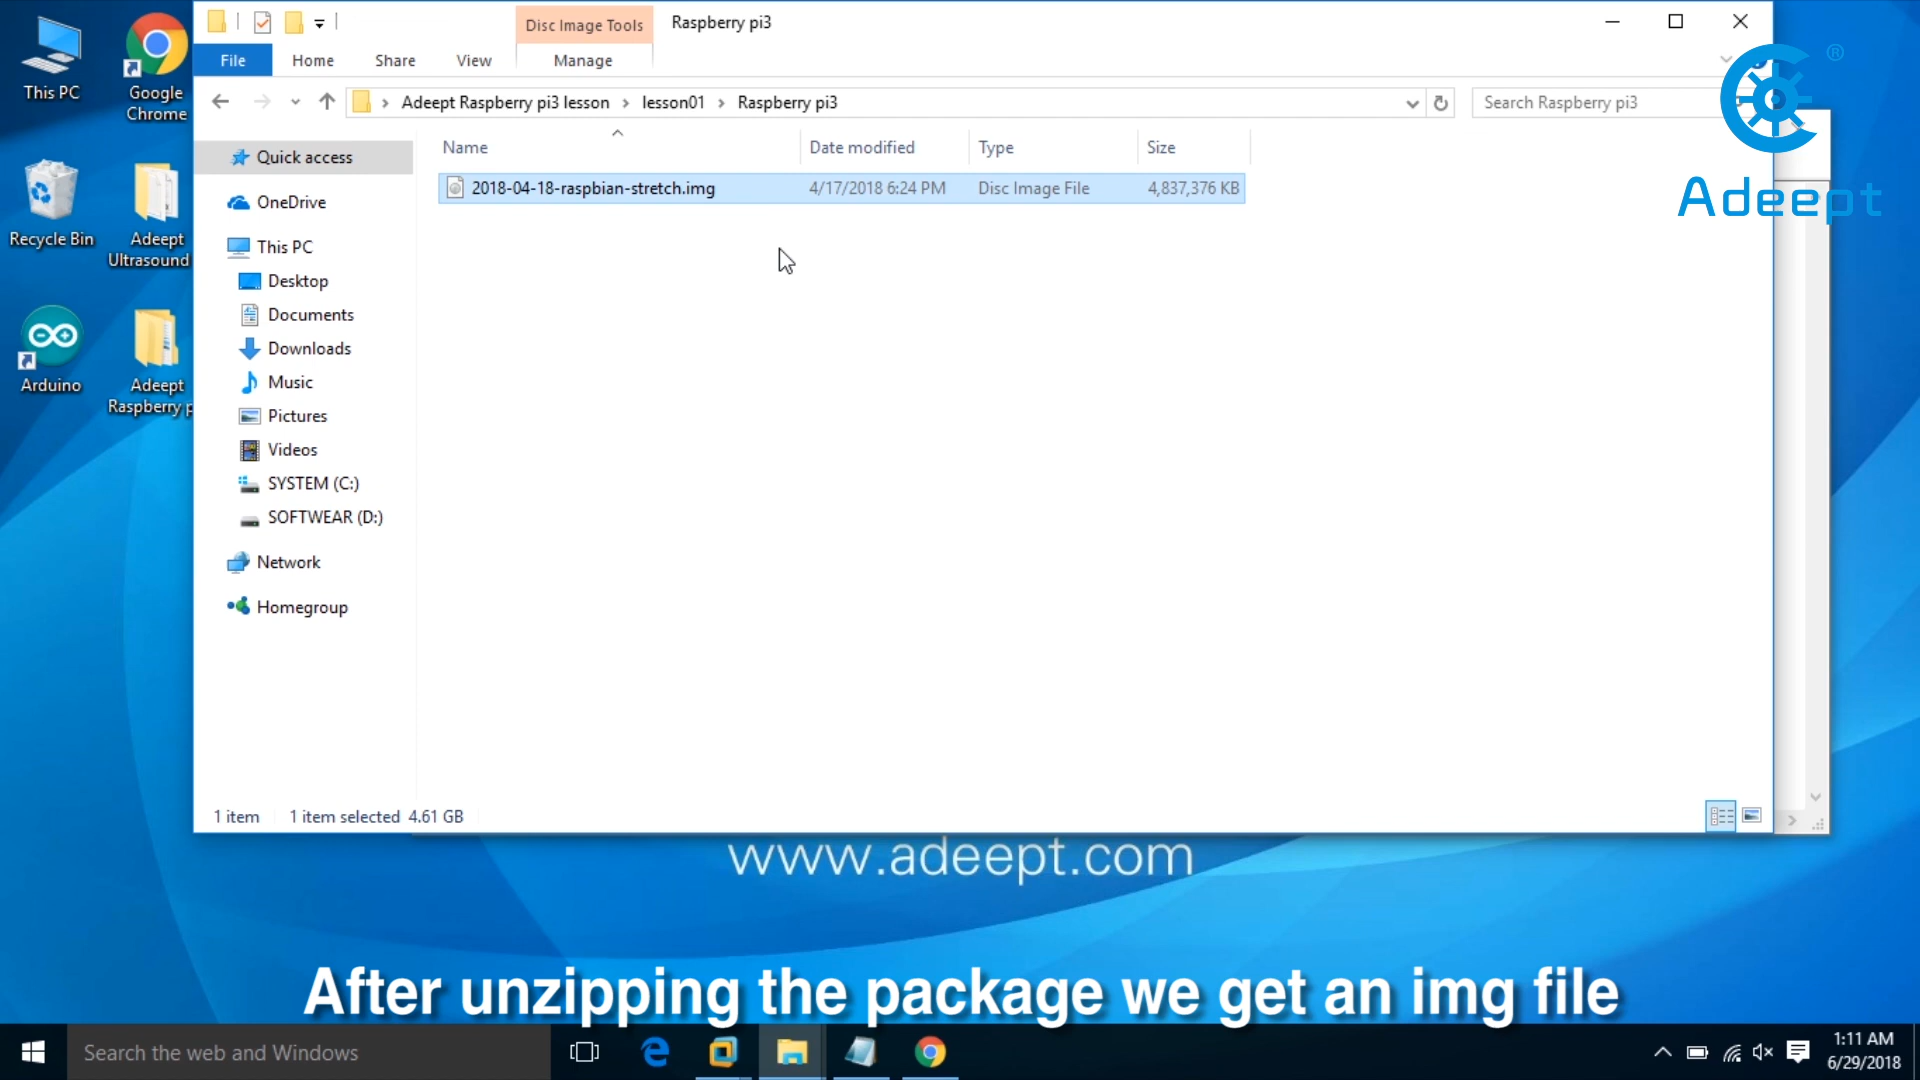 This PC
Google
Chrome
Recycle Bin
Adeept
Ultrasound
Arduino
Adeept
Raspberry p
Disc Image Tools
Raspberry pi3
File
Home
Share
View
Manage
Adeept Raspberry pi3 lesson
lesson01
Raspberry pi3
Search Raspberry pi3
®
Adeept
Name
Date modified
Type
Size
2018-04-18-raspbian-stretch.img
4/17/2018 6:24 PM
Disc Image File
4,837,376 KB
Quick access
OneDrive
This PC
Desktop
Documents
Downloads
Music
Pictures
Videos
SYSTEM (C:)
SOFTWEAR (D:)
Network
Homegroup
1 item
1 item selected 4.61 GB
www.adeept.com
After unzipping the package we get an img file
Search the web and Windows
1:11 AM
6/29/2018